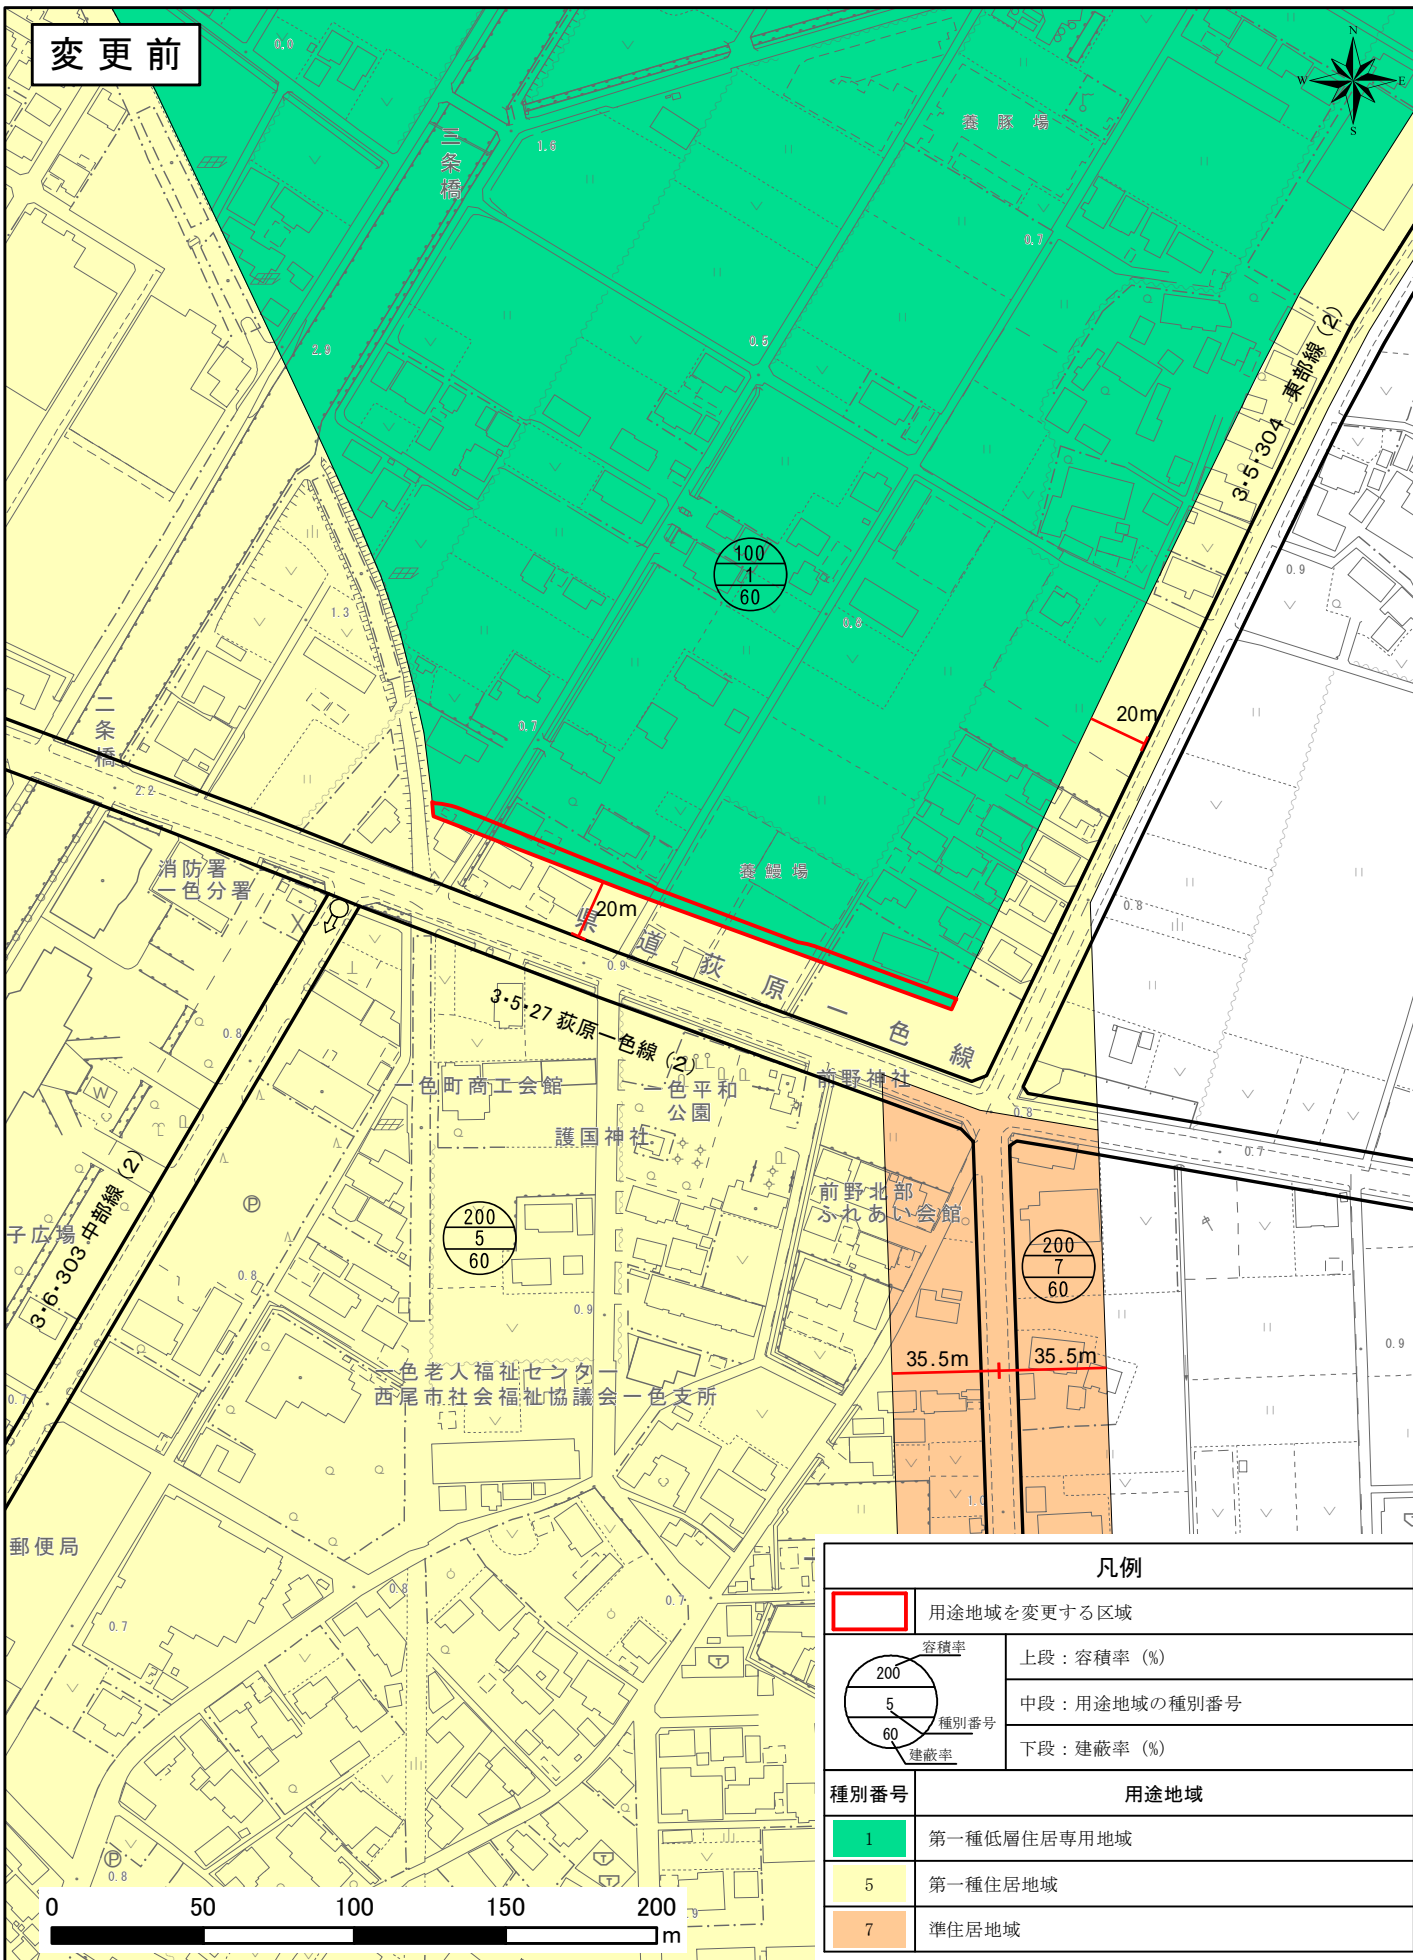 変更前
N
W
E
S
0.0
三条橋
1.6
養豚場
0.7
2.9
0.5
3・5・304 東部線(2)
100
1
60
0.9
1.3
0.8
二条橋
0.7
20m
2.2
消防署
一色分署
養鰻場
20m
0.8
県道荻原一色線
0.9
3・5・27 荻原一色線(2)
0.8
一色町商工会館
一色平和
公園
前野神社
0.8
護国神社
0.7
3・6・303 中部線(2)
前野北部
ふれあい会館
P
200
5
60
子広場
200
7
60
0.8
0.9
0.9
35.5m
35.5m
一色老人福祉センター
西尾市社会福祉協議会一色支所
0.7
1.0
郵便局
0.8
0.7
0.7
P
0.8
凡例
用途地域を変更する区域
容積率
200
5
60
種別番号
建蔽率
上段：容積率 (%)
中段：用途地域の種別番号
下段：建蔽率 (%)
種別番号
用途地域
1
第一種低層住居専用地域
5
第一種住居地域
7
準住居地域
0 50 100 150 200
m